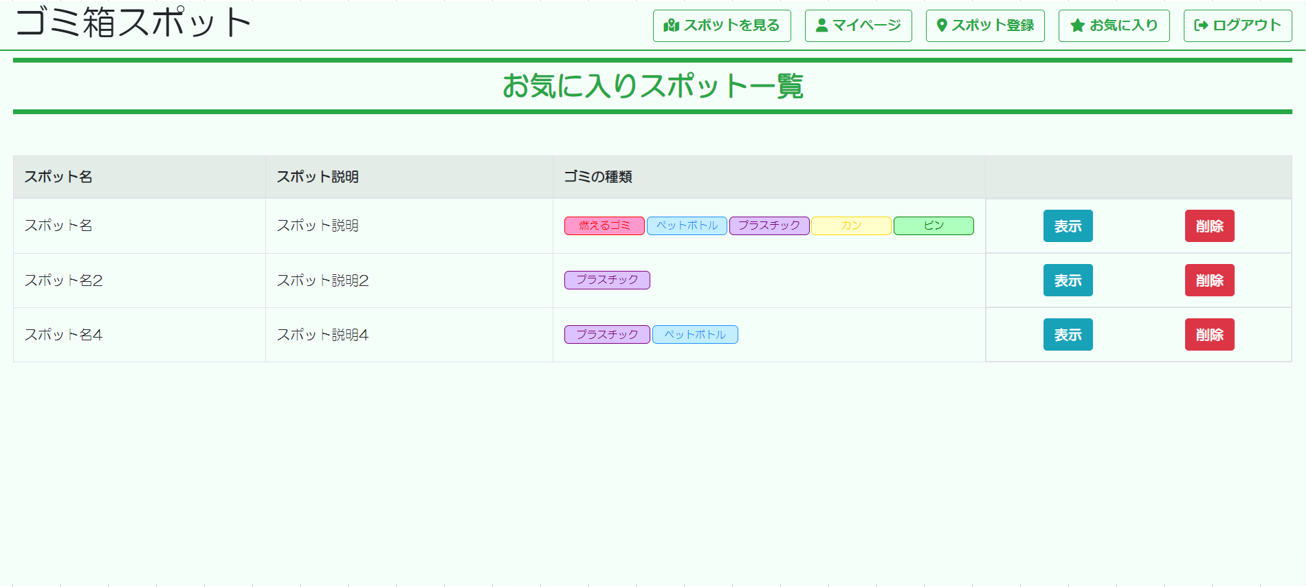 ゴミ箱スポット
スポットを見る マイページ スポット登録 お気に入り ログアウト
お気に入りスポット一覧
スポット名 スポット説明 ゴミの種類
スポット名 スポット説明 燃えるゴミ ペットボトル プラスチック カン ビン 表示 削除
スポット名2 スポット説明2 プラスチック 表示 削除
スポット名4 スポット説明4 プラスチック ペットボトル 表示 削除